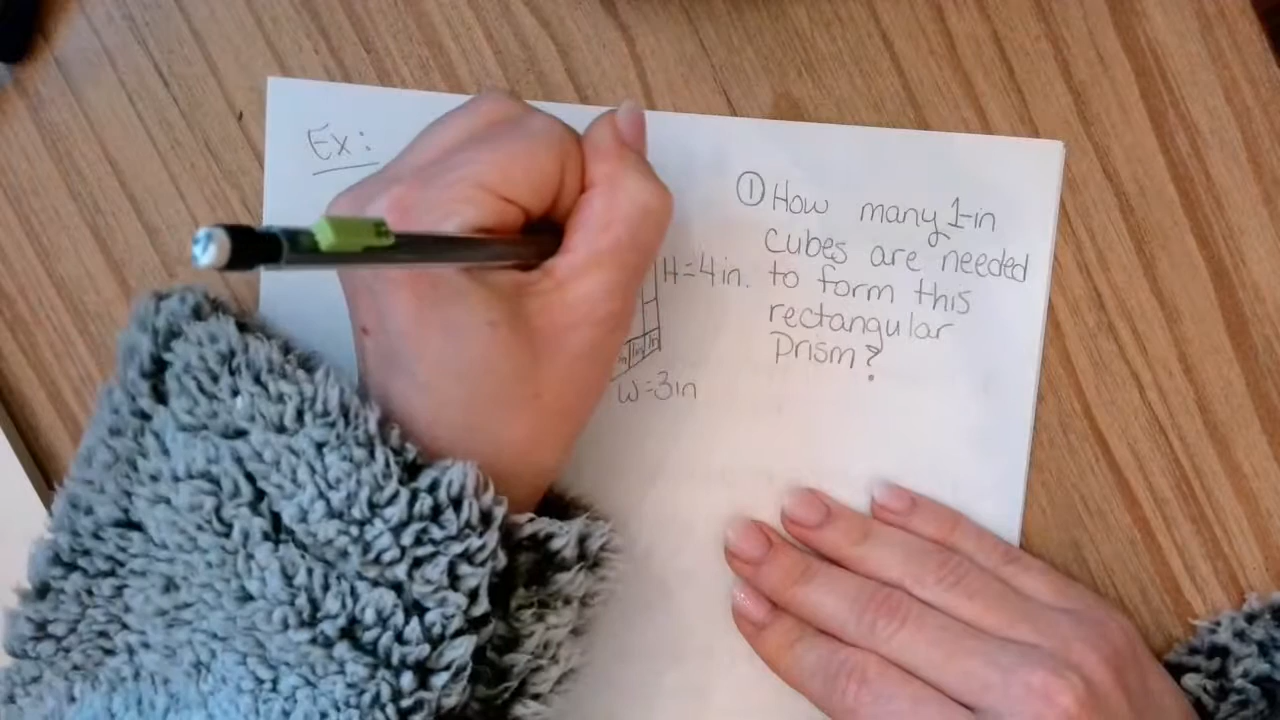 Ex:
① How many 1-in
cubes are needed
to form this
rectangular
Prism?
H=4in.
W=3in